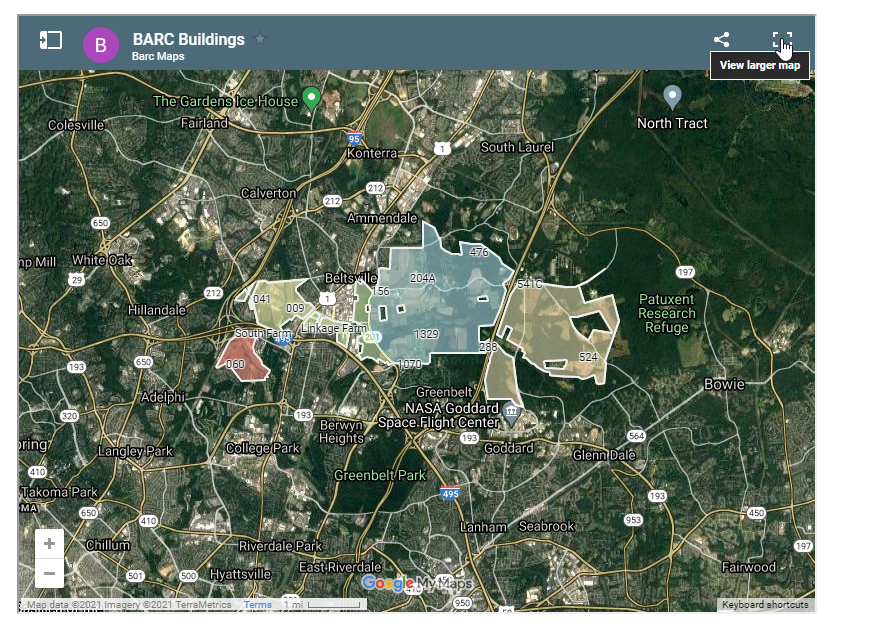 B
BARC Buildings
Barc Maps
View larger map
The Gardens Ice House
Colesville
Fairland
North Tract
95
Konterra
1
South Laurel
212
Calverton
212
Ammendale
650
476
mp Mill
White Oak
Beltsville
204A
197
29
541C
156
212
041
1
Patuxent
Research
Refuge
Hillandale
009
Linkage Farm
South Farm
495
201
1329
288
650
060
1070
524
193
Bowie
Adelphi
Greenbelt
320
193
NASA Goddard
Space Flight Center
Berwyn
Heights
193
564
ring
Langley Park
College Park
Goddard
Glenn Dale
410
Greenbelt Park
Takoma Park
495
193
OMA
650
410
953
450
Lanham
Seabrook
Chillum
Riverdale Park
197
501
500
Hyattsville
East Riverdale
Fairwood
Google My Maps
410
950
Map data ©2021 Imagery ©2021 TerraMetrics
Terms
1 mi
Keyboard shortcuts